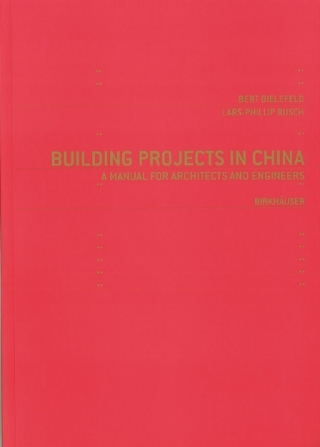 BERT BIELEFELD
LARS-PHILLIP RUSCH
BUILDING PROJECTS IN CHINA
A MANUAL FOR ARCHITECTS AND ENGINEERS
BIRKHÄUSER